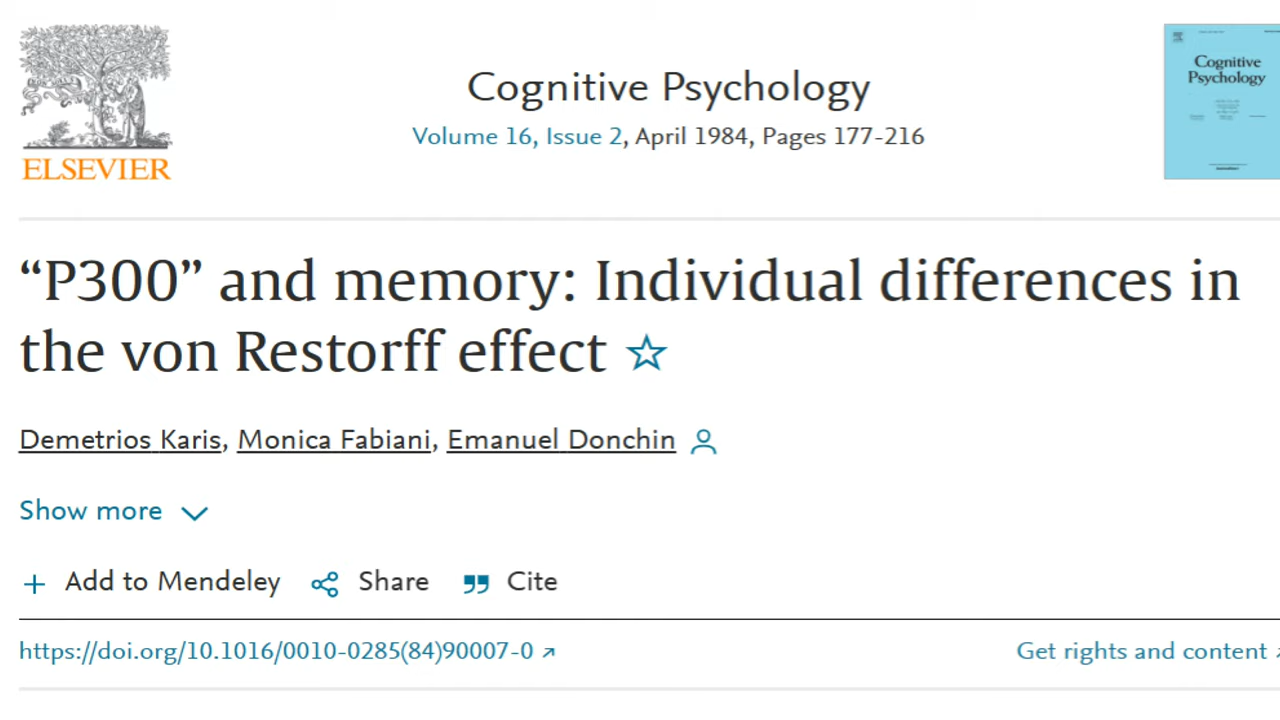 ELSEVIER
Cognitive Psychology
Volume 16, Issue 2, April 1984, Pages 177-216
Cognitive
Psychology
“P300” and memory: Individual differences in
the von Restorff effect ☆
Demetrios Karis, Monica Fabiani, Emanuel Donchin
Show more
+ Add to Mendeley Share Cite
https://doi.org/10.1016/0010-0285(84)90007-0 ↗
Get rights and content